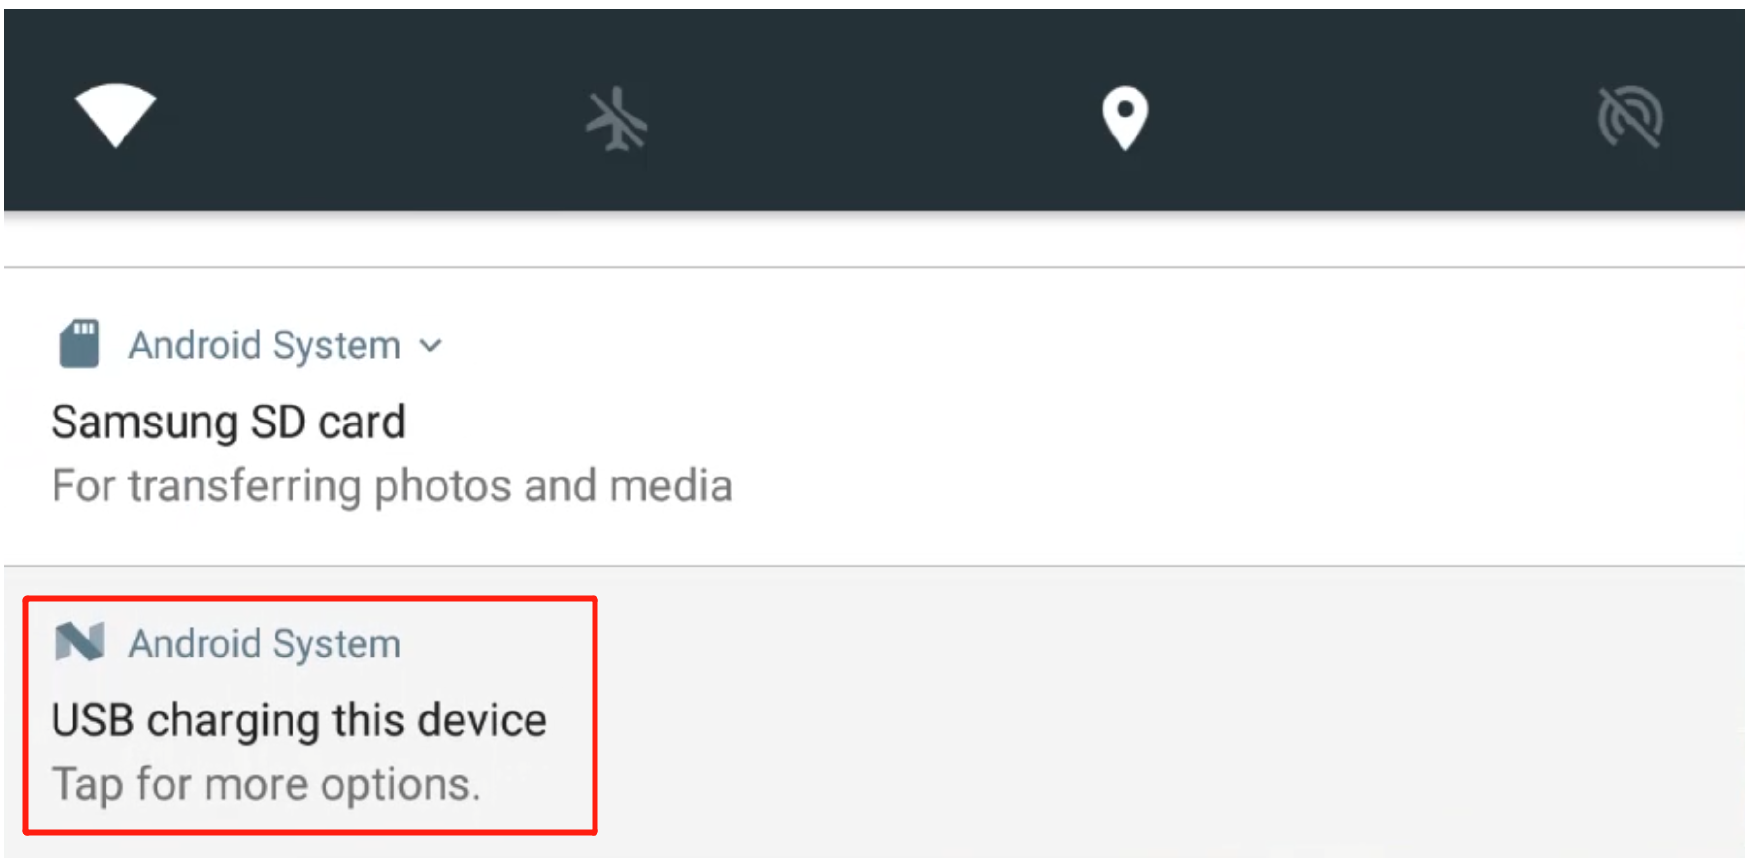 Android System
Samsung SD card
For transferring photos and media
Android System
USB charging this device
Tap for more options.